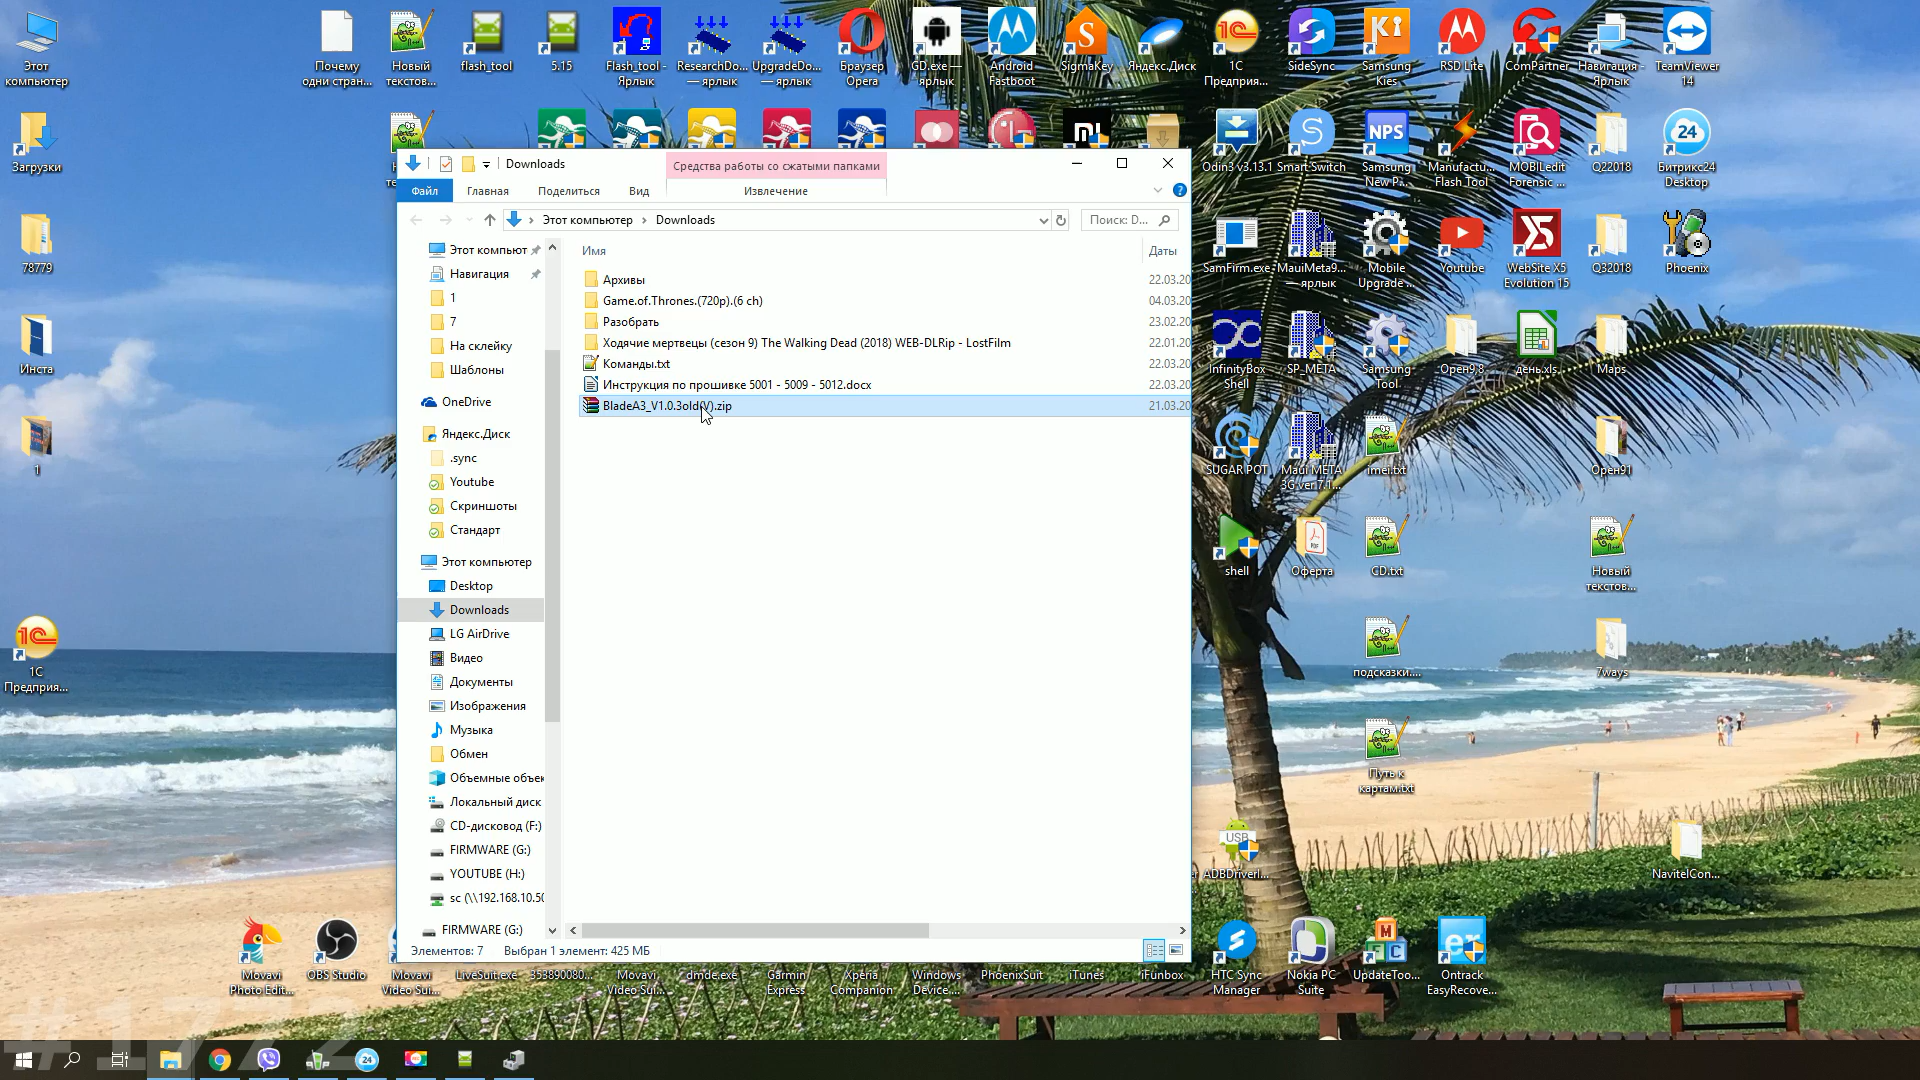 Этот
компьютер
Почему
одни стран...
Новый
текстов...
flash_tool
5.15
Flash_tool -
Ярлык
ResearchDo...
— ярлык
UpgradeDo...
— ярлык
Браузер
Opera
GD.exe —
ярлык
Android
Fastboot
SigmaKey
Яндекс.Диск
1С
Предприя...
SideSync
Samsung
Kies
RSD Lite
ComPartner
Навигация -
Ярлык
TeamViewer
14
Загрузки
Odin3 v3.13.1
Smart Switch
Samsung
New P...
Manufactu...
Flash Tool
MOBILedit
Forensic ...
Q22018
Битрикс24
Desktop
78779
SamFirm.exe
MauiMeta9...
— ярлык
Mobile
Upgrade ...
Youtube
WebSite X5
Evolution 15
Q32018
Phoenix
Инста
InfinityBox
Shell
SP_META
Samsung
Tool
Орен9,8
день.xls
Maps
1
SUGAR POT
Maui META
3G ver 7.1...
imei.txt
Орен91
shell
Оферта
CD.txt
Новый
текстов...
1С
Предприя...
подсказки....
7ways
Путь к
картам.txt
ADBDriverI...
NavitelCon...
Downloads
Средства работы со сжатыми папками
Файл
Главная
Поделиться
Вид
Извлечение
Этот компьютер
Downloads
Поиск: D...
Этот компьют
Навигация
1
7
На склейку
Шаблоны
OneDrive
Яндекс.Диск
.sync
Youtube
Скриншоты
Стандарт
Этот компьютер
Desktop
Downloads
LG AirDrive
Видео
Документы
Изображения
Музыка
Обмен
Объемные объек
Локальный диск
CD-дисковод (F:)
FIRMWARE (G:)
YOUTUBE (H:)
sc (\\192.168.10.50
FIRMWARE (G:)
Имя
Даты
Архивы
22.03.20
Game.of.Thrones.(720p).(6 ch)
04.03.20
Разобрать
23.02.20
Ходячие мертвецы (сезон 9) The Walking Dead (2018) WEB-DLRip - LostFilm
22.01.20
Команды.txt
22.03.20
Инструкция по прошивке 5001 - 5009 - 5012.docx
22.03.20
BladeA3_V1.0.3old(V).zip
21.03.20
Элементов: 7
Выбран 1 элемент: 425 МБ
Movavi
Photo Edit...
OBS Studio
Movavi
Video Sui...
LiveSuit.exe
353890080...
Movavi
Video Sui...
dmde.exe
Garmin
Express
Xperia
Companion
Windows
Device....
PhoenixSuit
iTunes
iFunbox
HTC Sync
Manager
Nokia PC
Suite
UpdateToo...
Ontrack
EasyRecove...